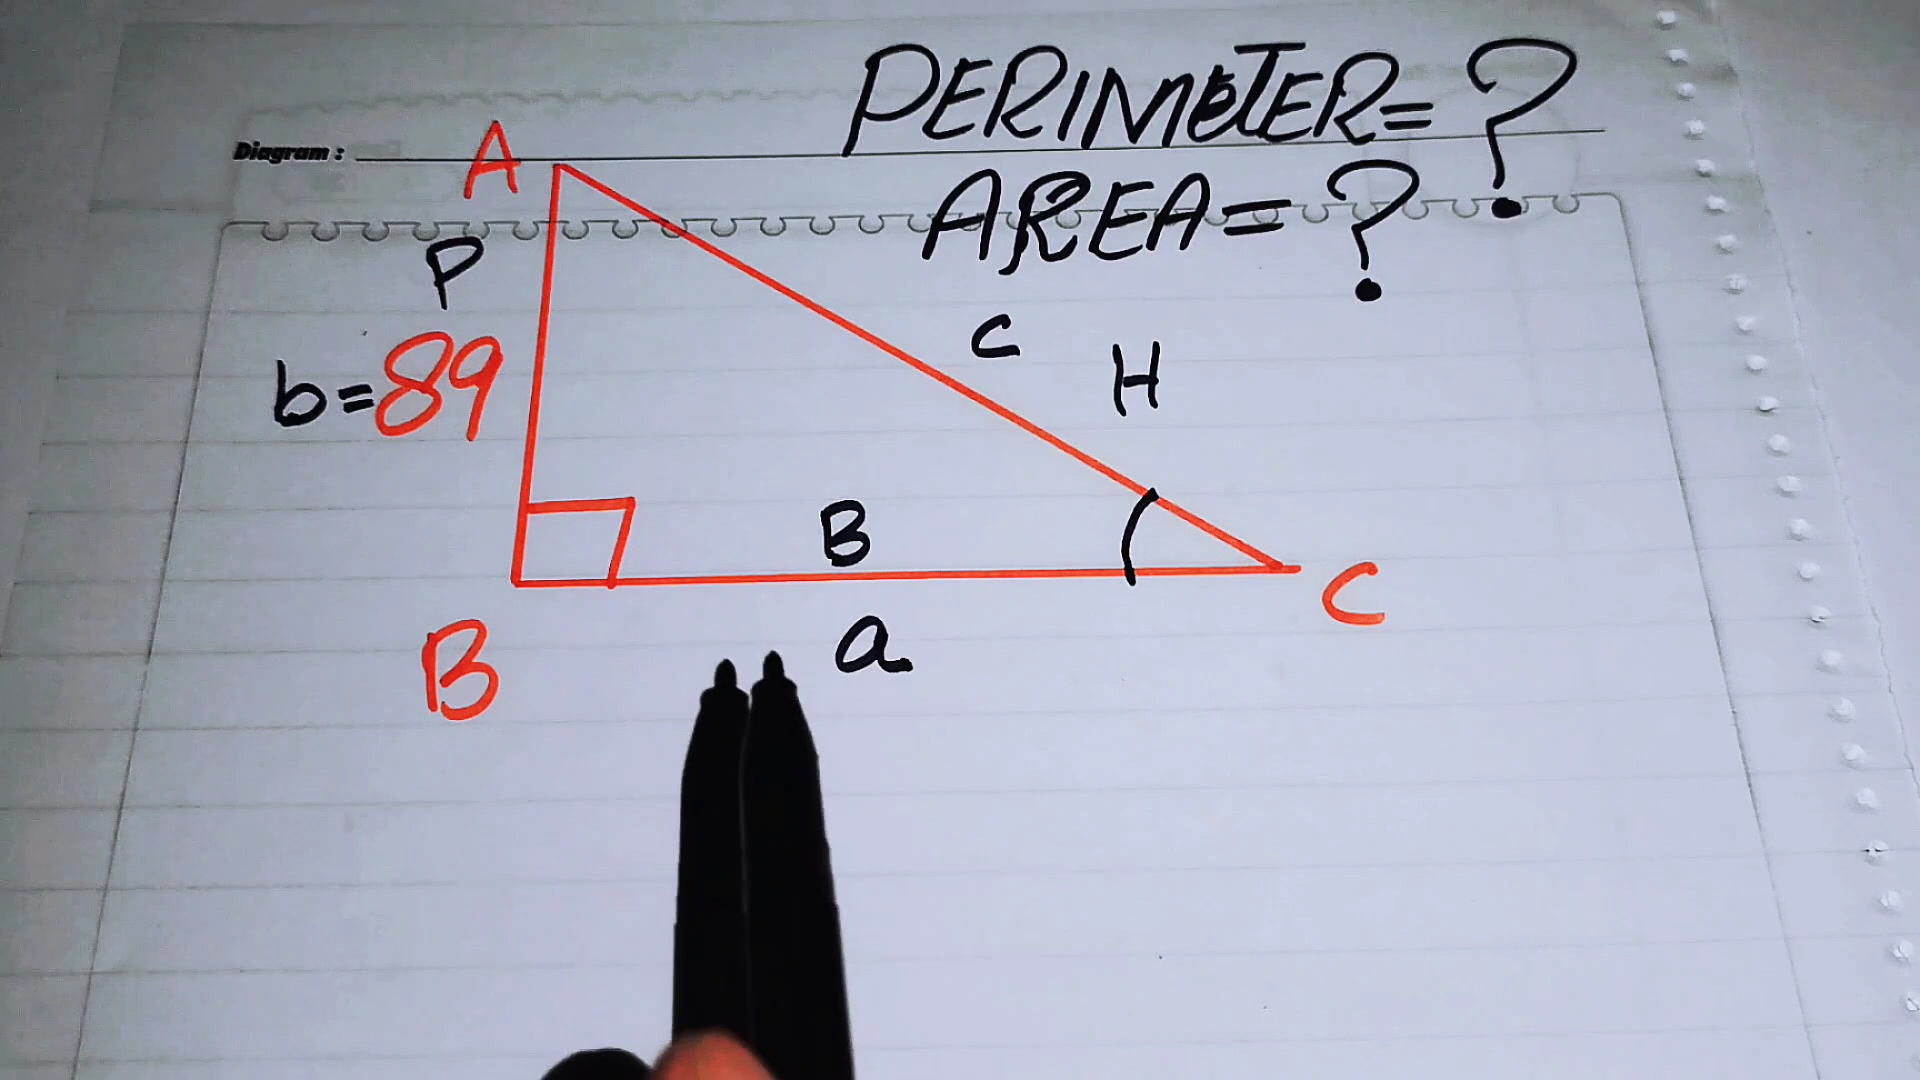 PERIMETER = ?
Diagram :
A
AREA = ?
P
C
H
b = 89
B
C
B
a